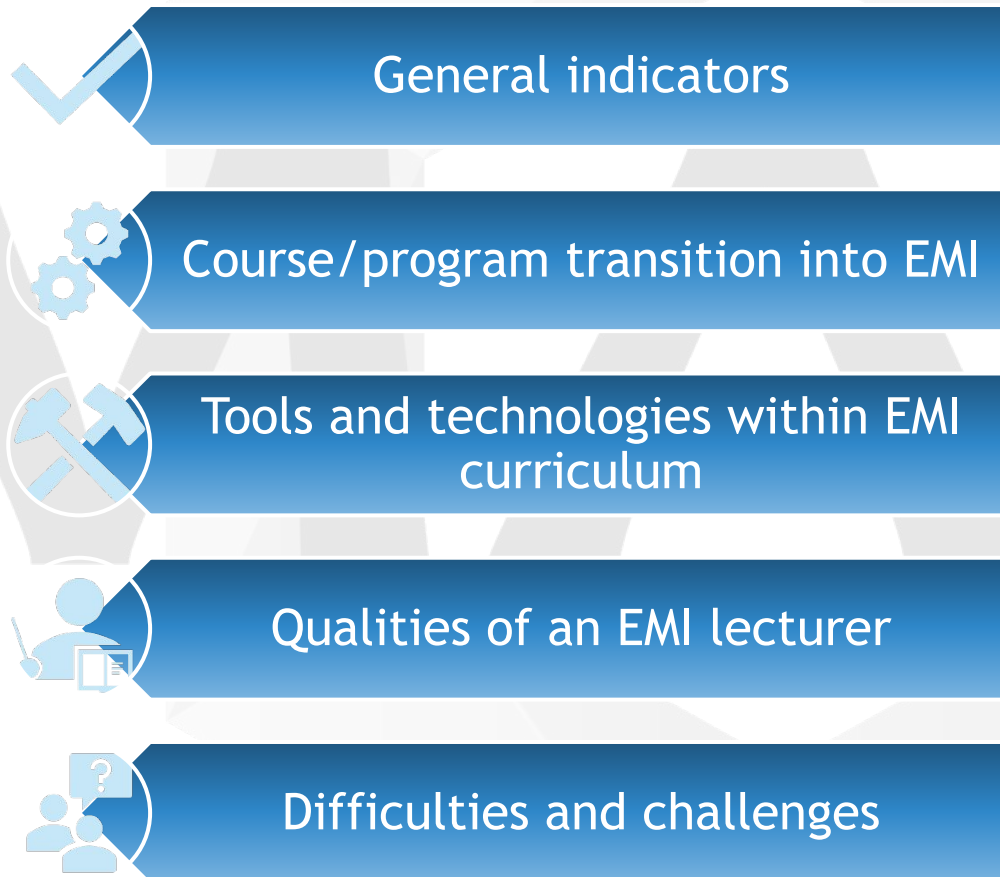 General indicators
Course/program transition into EMI
Tools and technologies within EMI
curriculum
Qualities of an EMI lecturer
?
Difficulties and challenges